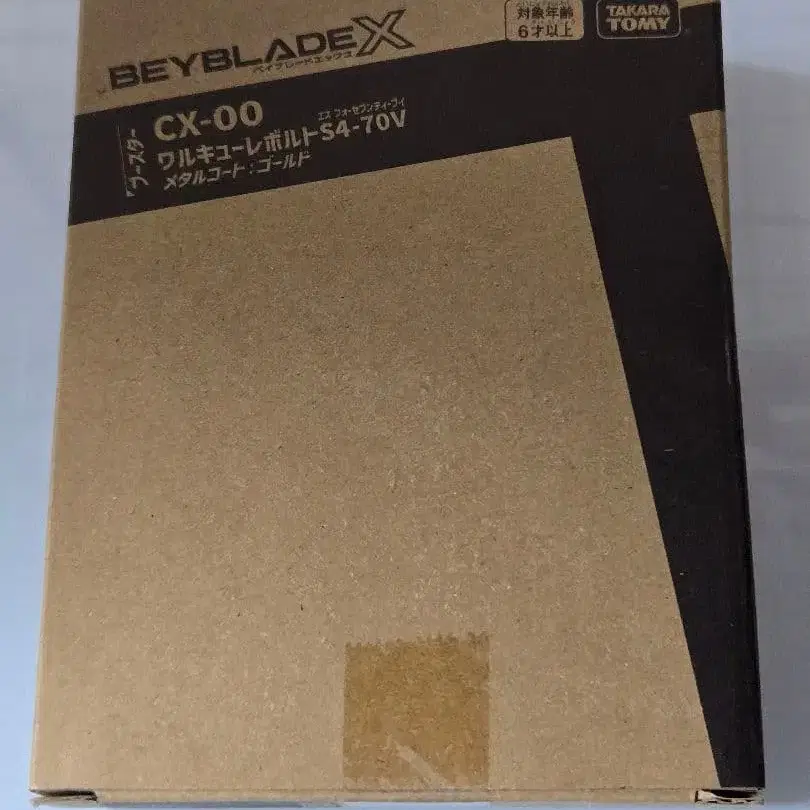 BEYBLADE X
ベイブレードエックス
対象年齢
6才以上
TAKARA
TOMY
ブースター
CX-00
エス フォーセブンティーブイ
ワルキューレボルトS4-70V
メタルコート:ゴールド